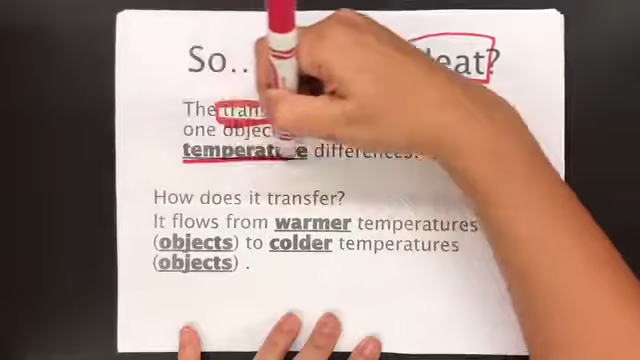 So.. Heat?
The
one
temperature differences.
How does it transfer?
It flows from warmer temperatures
(objects) to colder temperatures
(objects) .